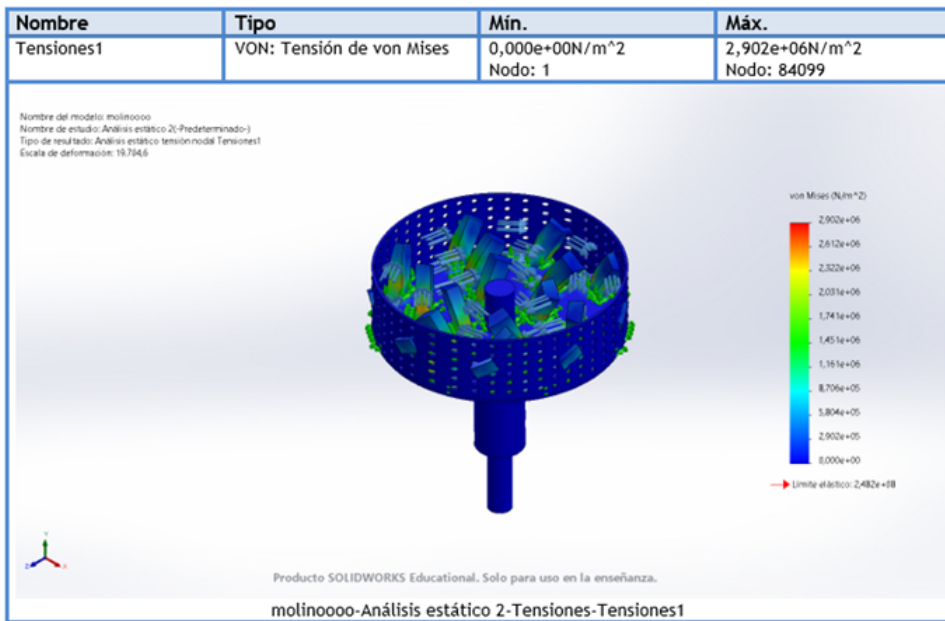 Nombre Tipo Mín. Máx.
Tensiones1 VON: Tensión de von Mises 0,000e+00N/m^2 2,902e+06N/m^2
Nodo: 1 Nodo: 84099
Nombre del modelo: molinoooo
Nombre de estudio: Análisis estático 2(-Predeterminado-)
Tipo de resultado: Análisis estático tensión nodal Tensiones1
Escala de deformación: 19.784,6
von Mises (N/m^2)
2,902e+06
2,612e+06
2,322e+06
2,031e+06
1,741e+06
1,451e+06
1,161e+06
8,706e+05
5,804e+05
2,902e+05
0,000e+00
Límite elástico: 2,482e+08
Y
Z
X
Producto SOLIDWORKS Educational. Solo para uso en la enseñanza.
molinoooo-Análisis estático 2-Tensiones-Tensiones1